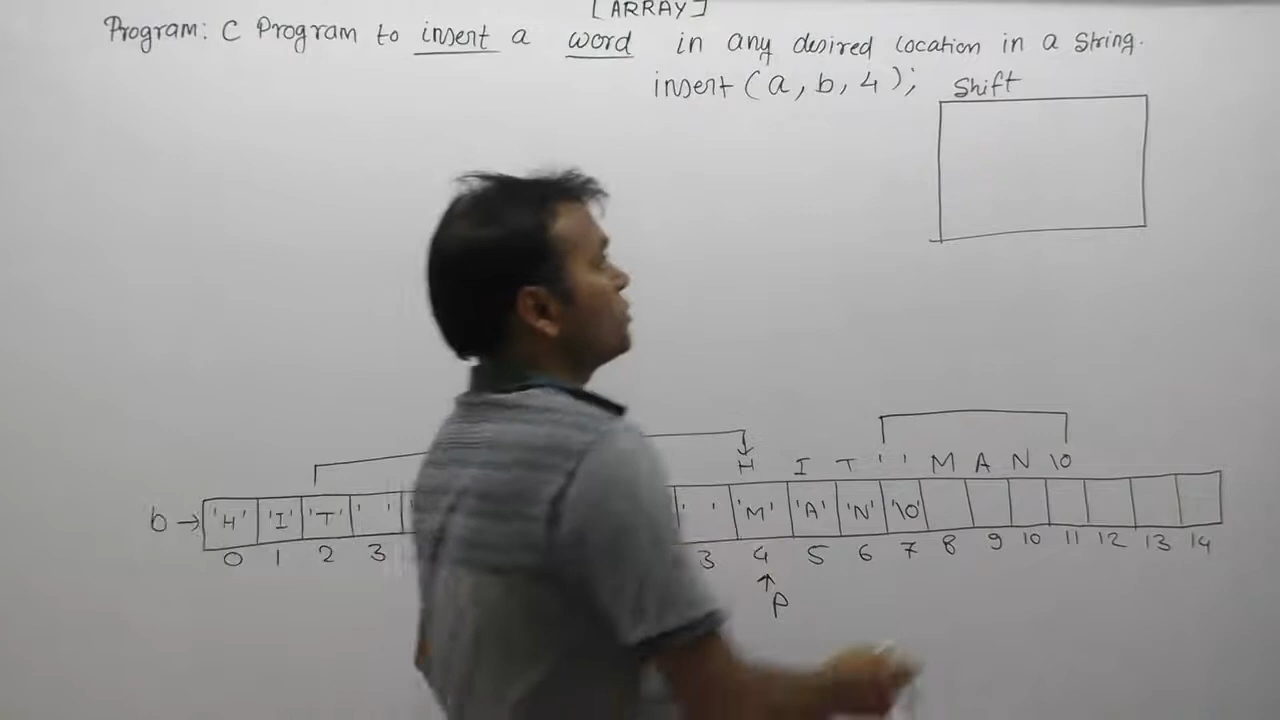 [ARRAY]
Program: C Program to insert a word in any desired location in a string.
insert (a, b, 4); Shift
H I T ' ' M A N \0
b → 'H' 'I' 'T' ' ' ' ' 'M' 'A' 'N' '\0'
0 1 2 3 3 4 5 6 7 8 9 10 11 12 13 14
P